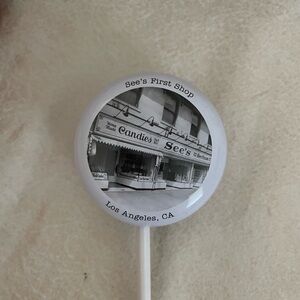 See's First Shop
Candies
See's
Los Angeles, CA